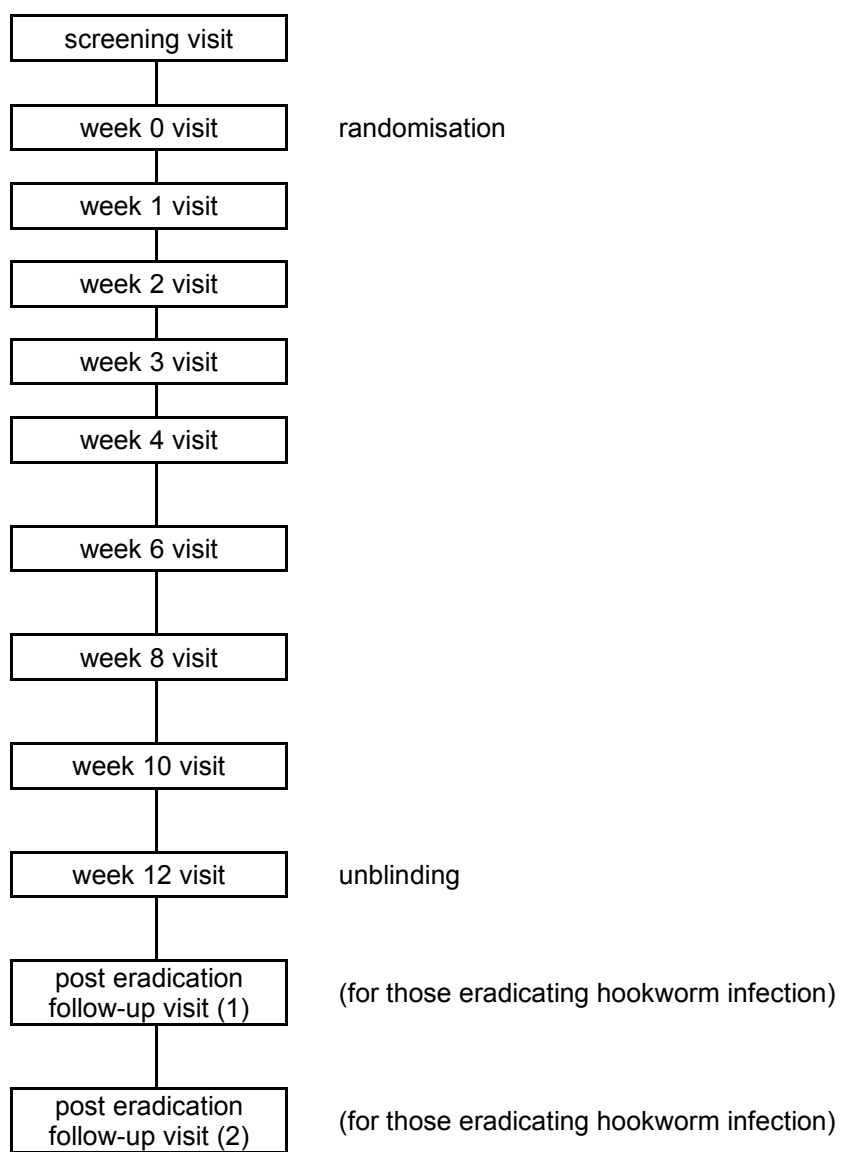 screening visit
week 0 visit randomisation
week 1 visit
week 2 visit
week 3 visit
week 4 visit
week 6 visit
week 8 visit
week 10 visit
week 12 visit unblinding
post eradication
follow-up visit (1)
(for those eradicating hookworm infection)
post eradication
follow-up visit (2)
(for those eradicating hookworm infection)